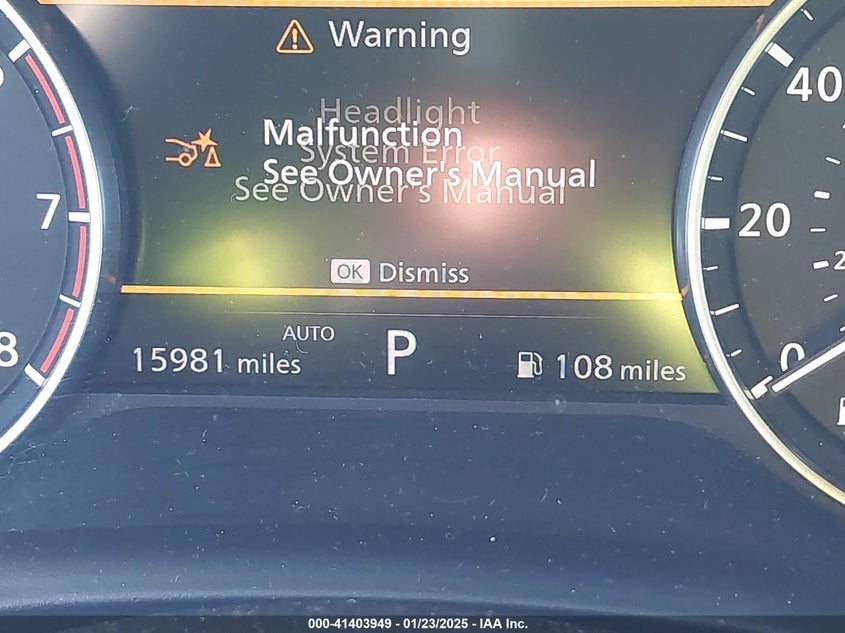 Warning
Headlight
Malfunction
System Error
See Owner's Manual
See Owner's Manual
OK Dismiss
AUTO
15981 miles
P
108 miles
7
8
40
20
0
000-41403949 - 01/23/2025 - IAA Inc.